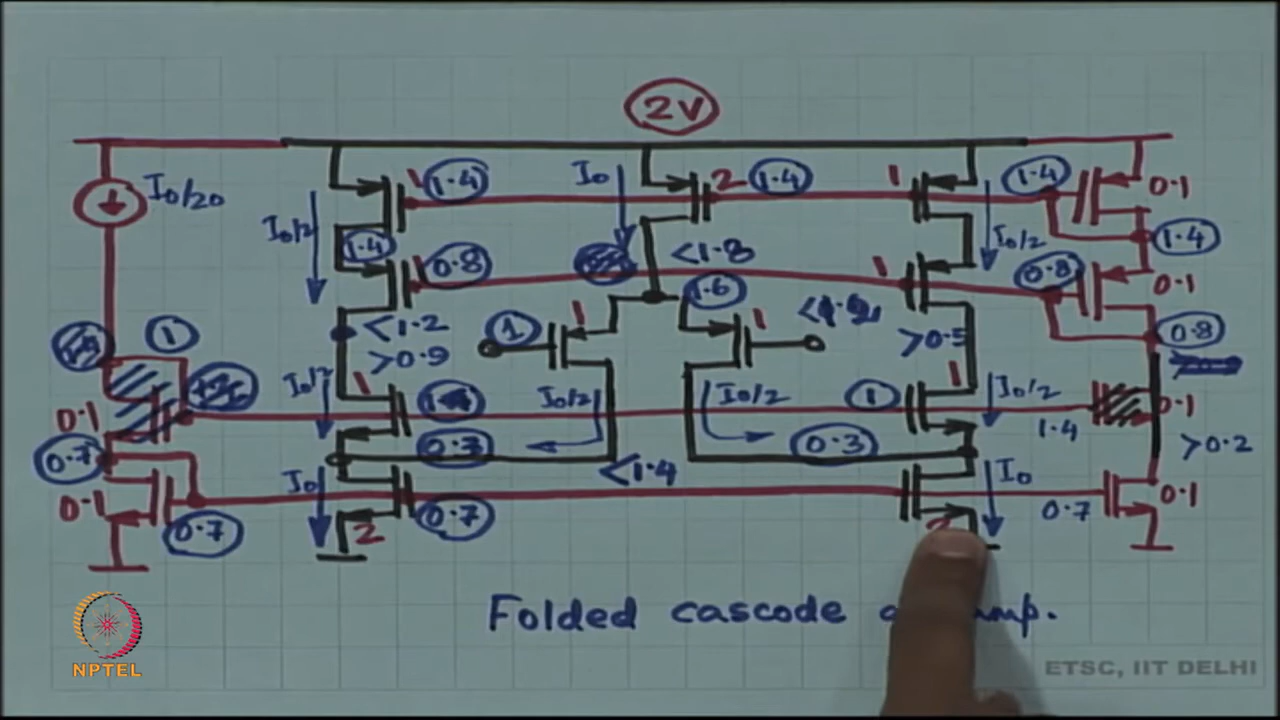 2V
I₀/20
1 1.4
I₀
2 1.4
1
1.4
0.1
I₀/2
1.4
1 0.8
<1.8
1
I₀/2
0.8
1.4
0.1
1
1
1.6
1
<1.2
>0.9
>0.5
0.8
0.1
1
I₀/2
I₀/2
1
1
I₀/2
0.1
1.4
0.7
0.3
0.3
>0.2
<1.4
0.1
I₀
I₀
0.1
0.7
2
0.7
0.7
Folded cascode
NPTEL
ETSC, IIT DELHI